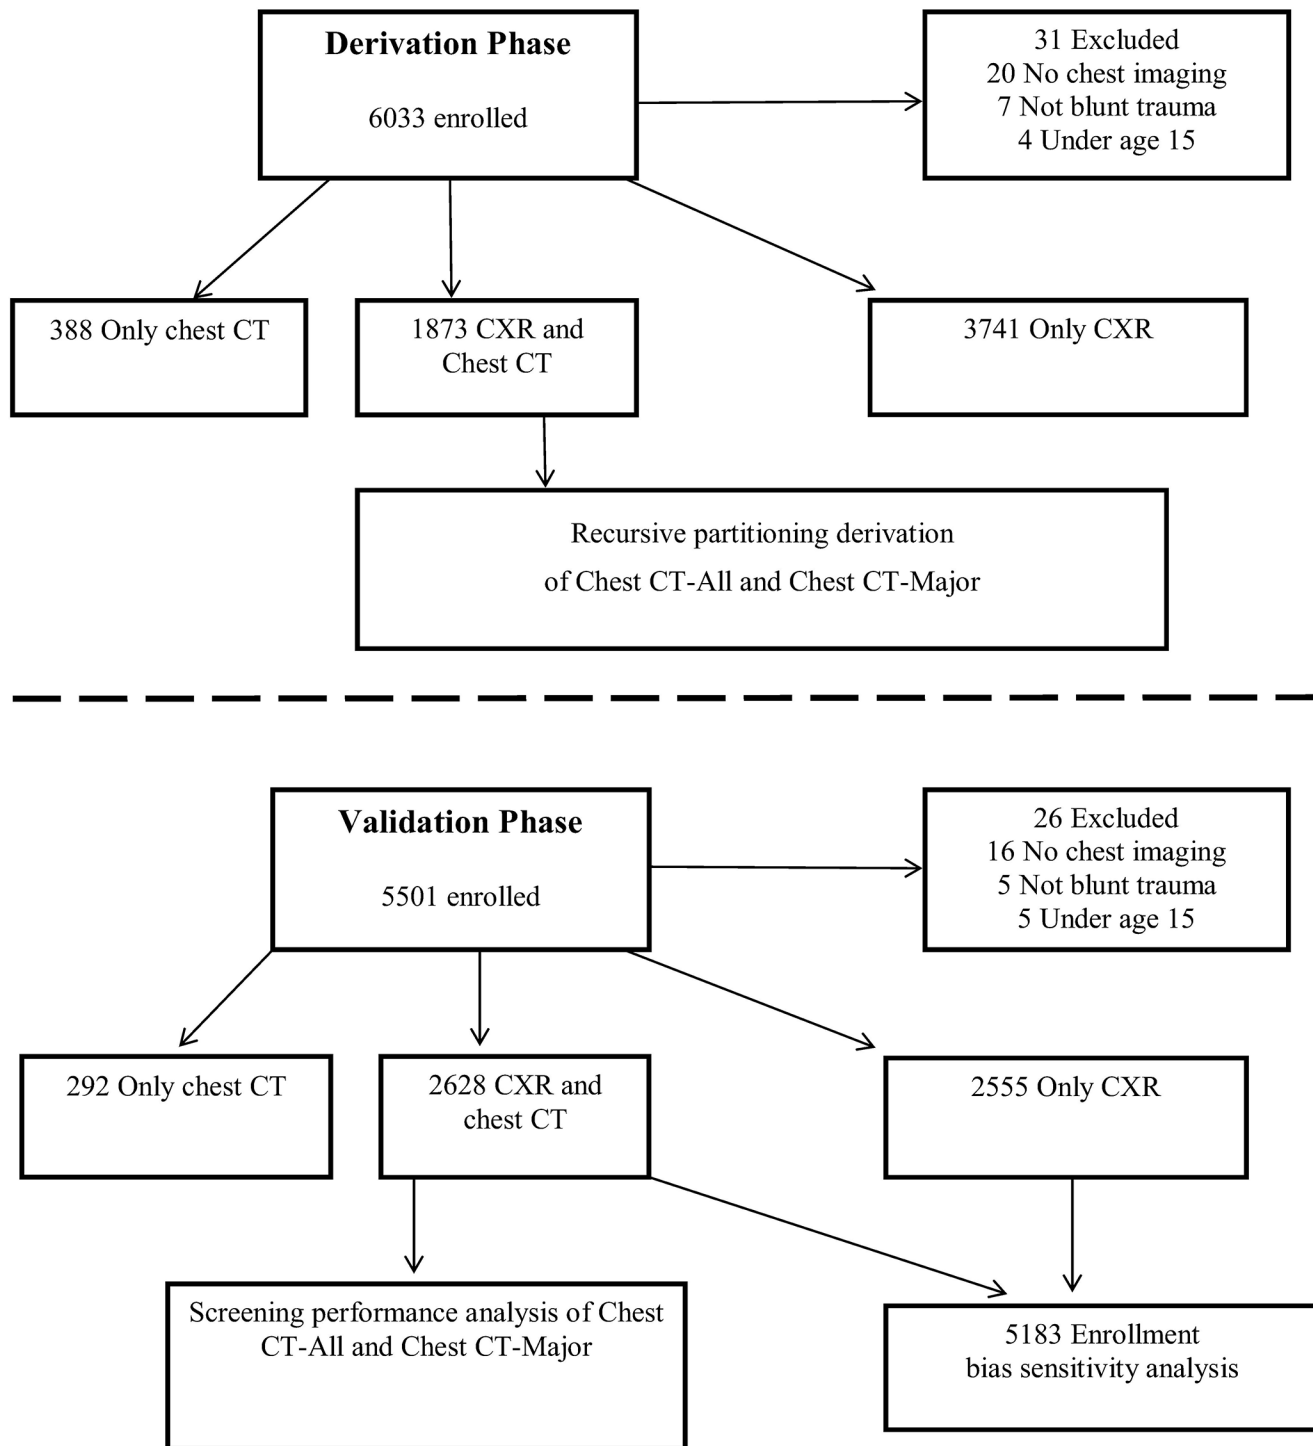 Derivation Phase
6033 enrolled
31 Excluded
20 No chest imaging
7 Not blunt trauma
4 Under age 15
388 Only chest CT
1873 CXR and
Chest CT
3741 Only CXR
Recursive partitioning derivation
of Chest CT-All and Chest CT-Major
Validation Phase
5501 enrolled
26 Excluded
16 No chest imaging
5 Not blunt trauma
5 Under age 15
292 Only chest CT
2628 CXR and
chest CT
2555 Only CXR
Screening performance analysis of Chest
CT-All and Chest CT-Major
5183 Enrollment
bias sensitivity analysis